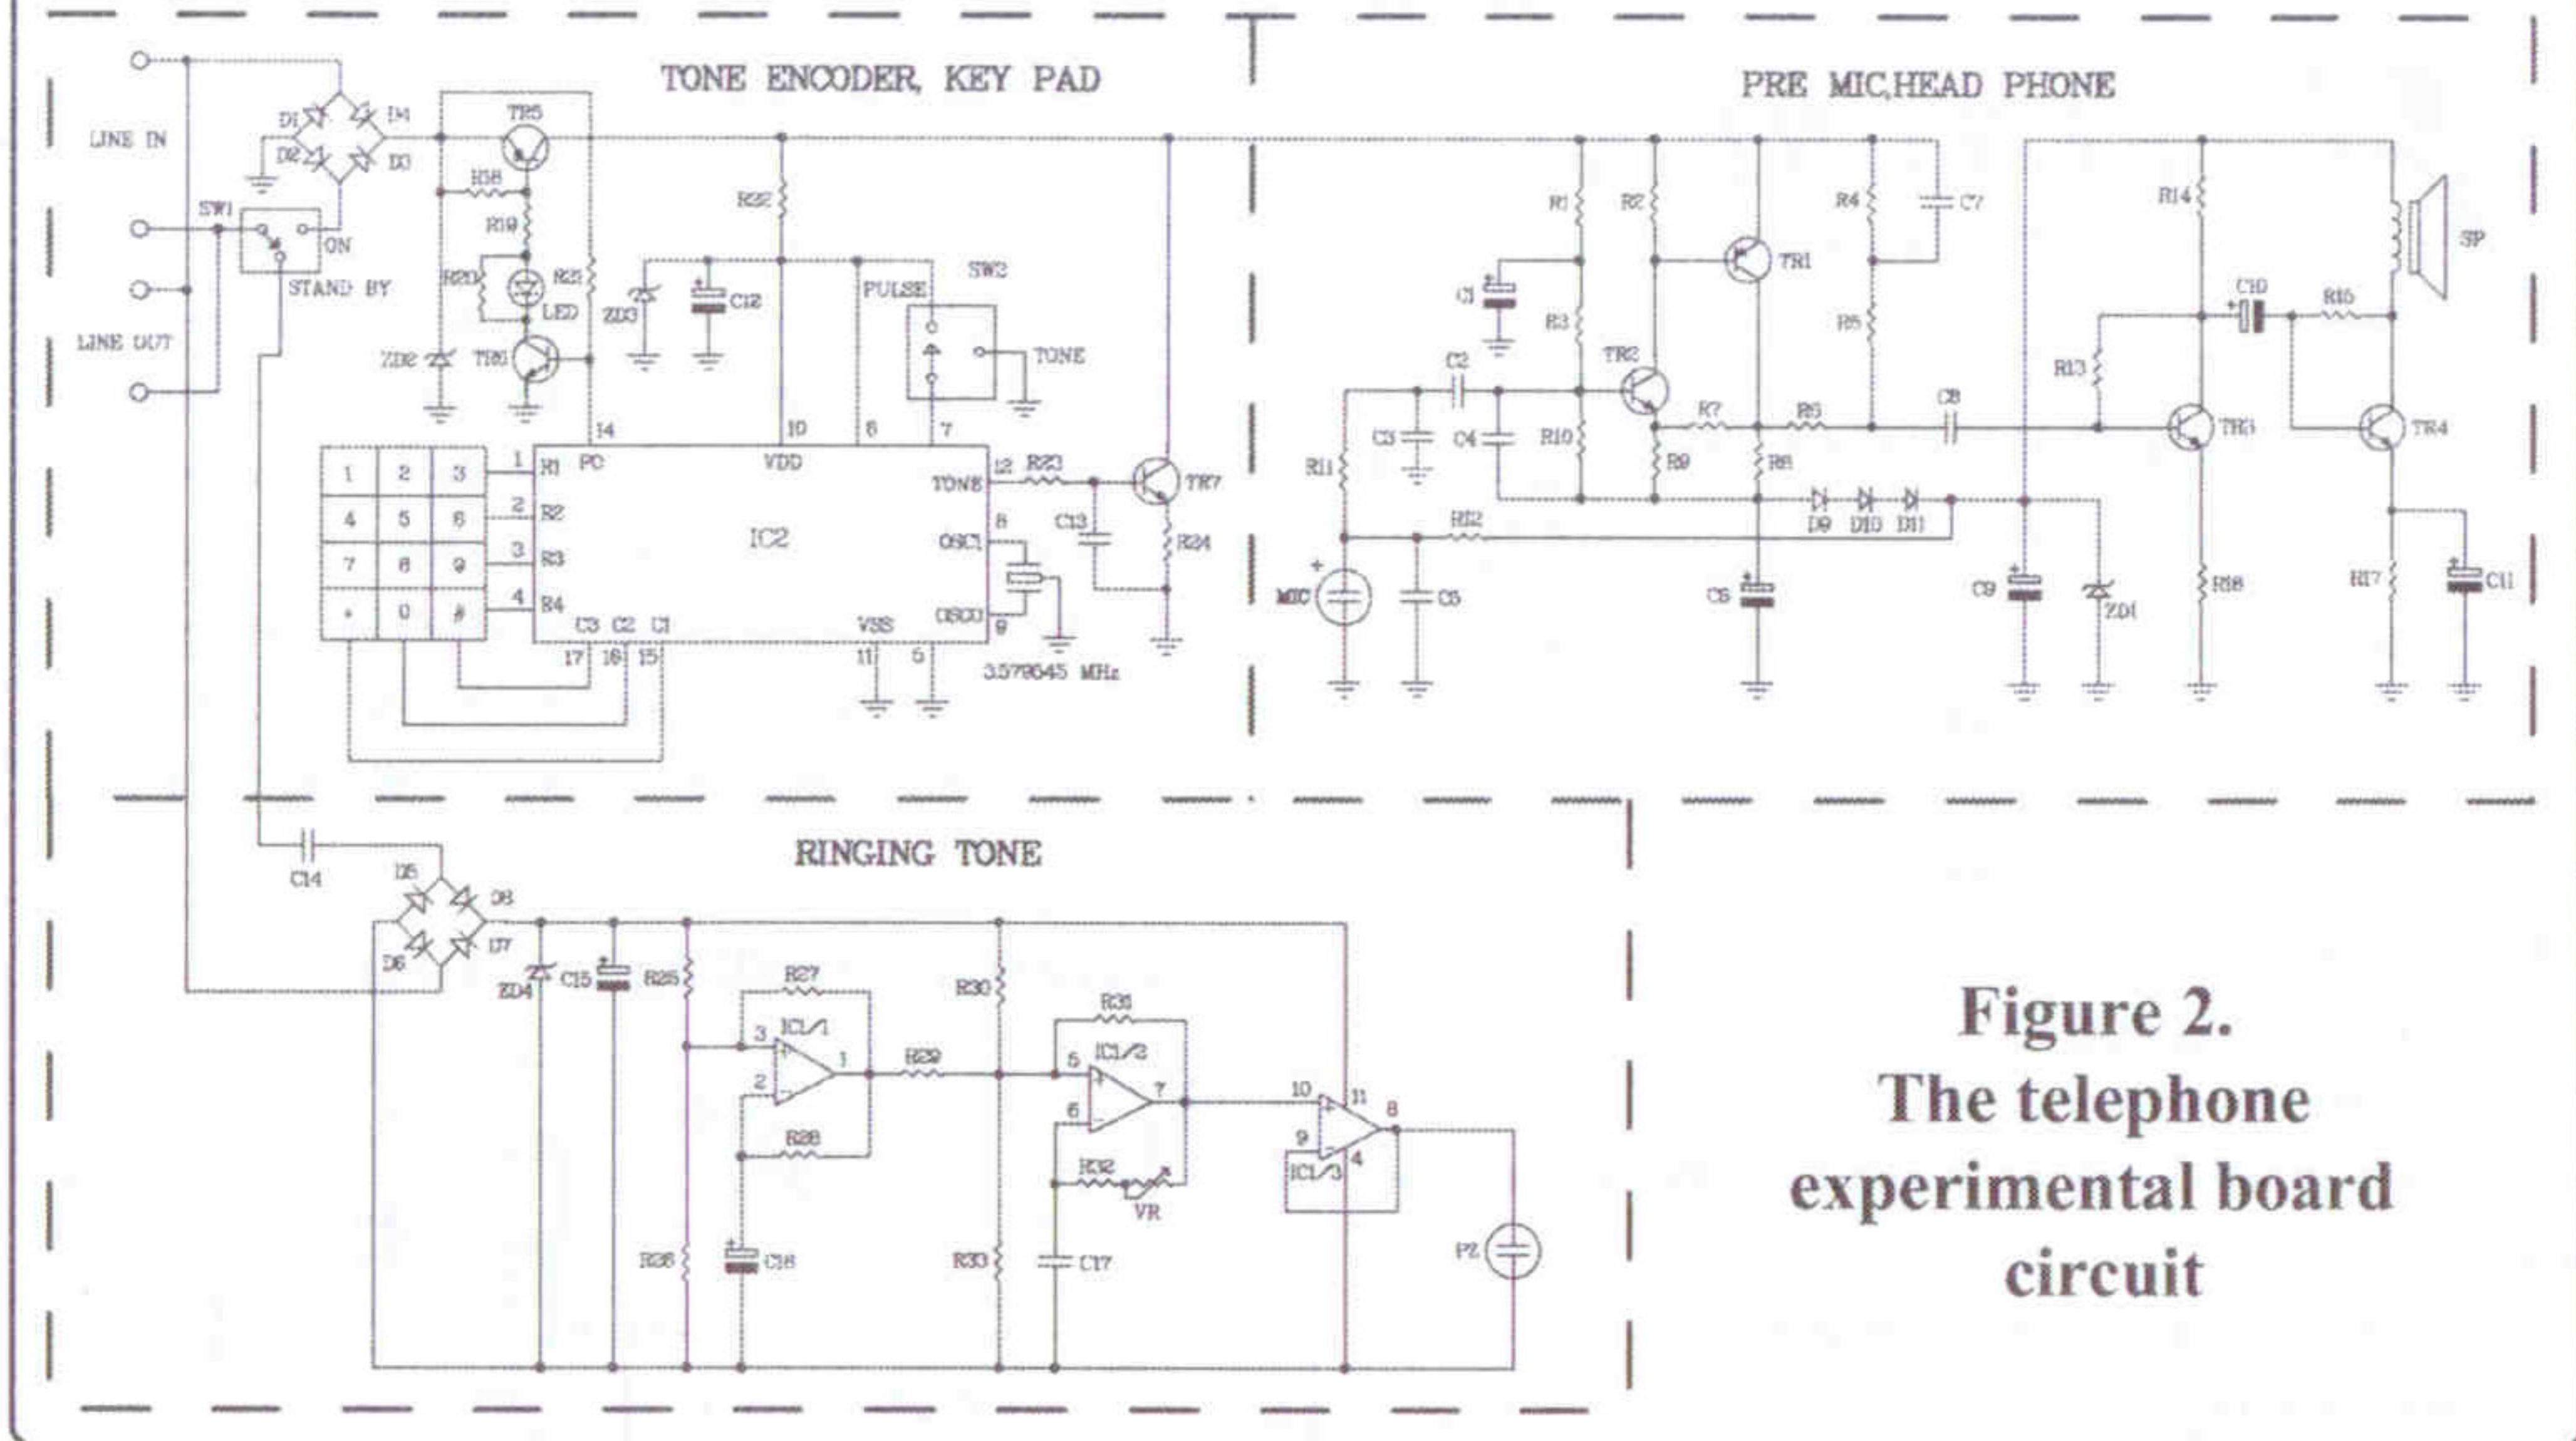 TONE ENCODER, KEY PAD
PRE MIC,HEAD PHONE
LINE IN
D1
D4
D2
D3
SW1
ON
STAND BY
LINE OUT
TR5
R18
R19
R20
LED
R21
ZD2
TR6
R22
ZD3
C12
PULSE
SW2
TONE
14
10
6
7
1 2 3
4 5 6
7 8 9
* 0 #
1 R1
2 R2
3 R3
4 R4
PO
VDD
IC2
TONE
12
R23
TR7
OSCI
8
C13
R24
OSCO
9
3.579545 MHz
C3 C2 C1
17 16 15
VSS
11
5
R1
R2
R4
C7
R14
SP
TR1
C1
R3
R5
C10
R15
C2
TR2
R13
C3
C4
R10
R7
R6
C8
TR3
TR4
R11
R9
R8
R12
D9 D10 D11
+
MIC
C5
C6
C9
ZD1
R16
R17
C11
RINGING TONE
C14
D5
D8
D6
D7
ZD4
C15
R25
R27
IC1/1
3
2
1
R28
R29
R30
R31
IC1/2
5
6
7
R32
VR
10
11
8
9
4
IC1/3
R26
C16
R33
C17
PZ
Figure 2.
The telephone
experimental board
circuit